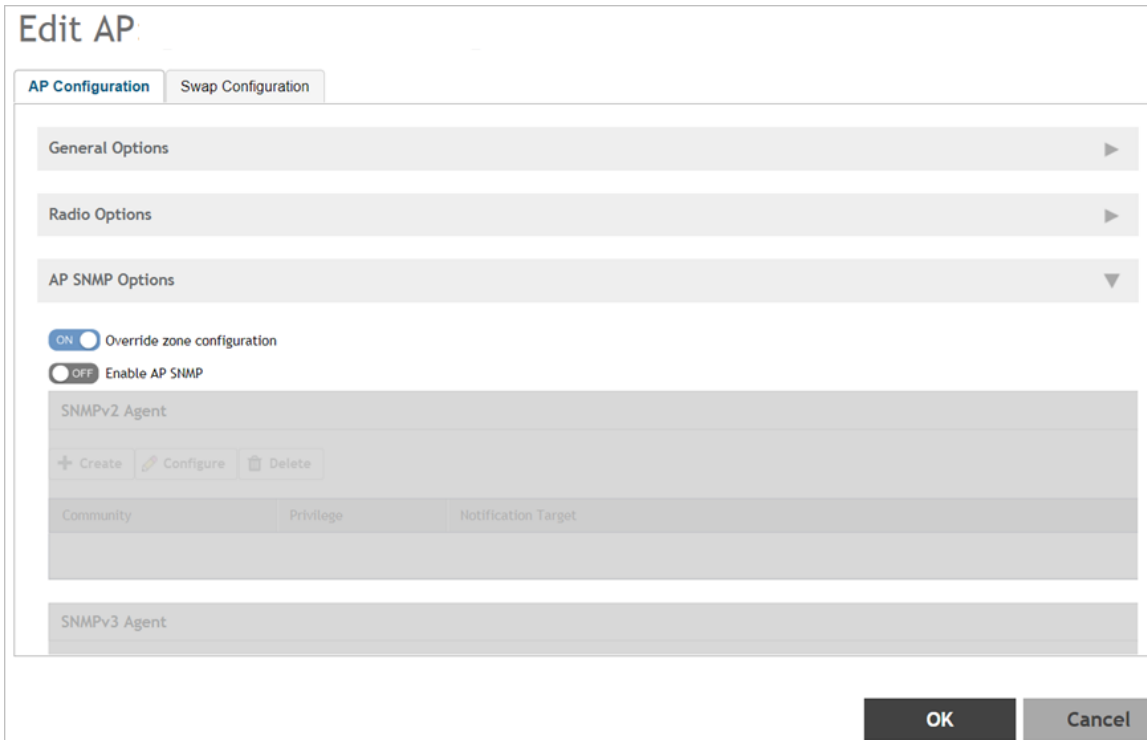 Edit AP
AP Configuration Swap Configuration
General Options
Radio Options
AP SNMP Options
ON Override zone configuration
OFF Enable AP SNMP
SNMPv2 Agent
Create Configure Delete
Community Privilege Notification Target
SNMPv3 Agent
OK Cancel